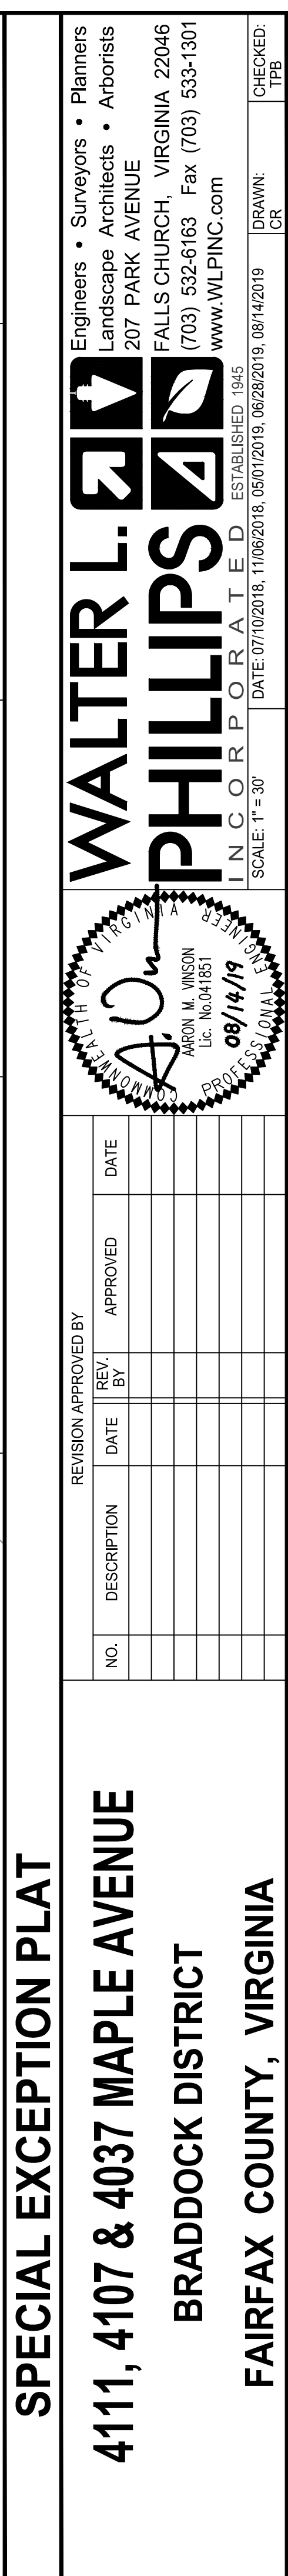 SPECIAL EXCEPTION PLAT
4111, 4107 & 4037 MAPLE AVENUE
BRADDOCK DISTRICT
FAIRFAX COUNTY, VIRGINIA
REVISION APPROVED BY
NO. DESCRIPTION DATE REV. BY APPROVED DATE
COMMONWEALTH OF VIRGINIA
AARON M. VINSON
Lic. No.041851
08/14/19
PROFESSIONAL ENGINEER
WALTER L.
PHILLIPS
INCORPORATED ESTABLISHED 1945
Engineers • Surveyors • Planners
Landscape Architects • Arborists
207 PARK AVENUE
FALLS CHURCH, VIRGINIA 22046
(703) 532-6163 Fax (703) 533-1301
www.WLPINC.com
SCALE: 1" = 30'
DATE: 07/10/2018, 11/06/2018, 05/01/2019, 06/28/2019, 08/14/2019
DRAWN:
CR
CHECKED:
TPB